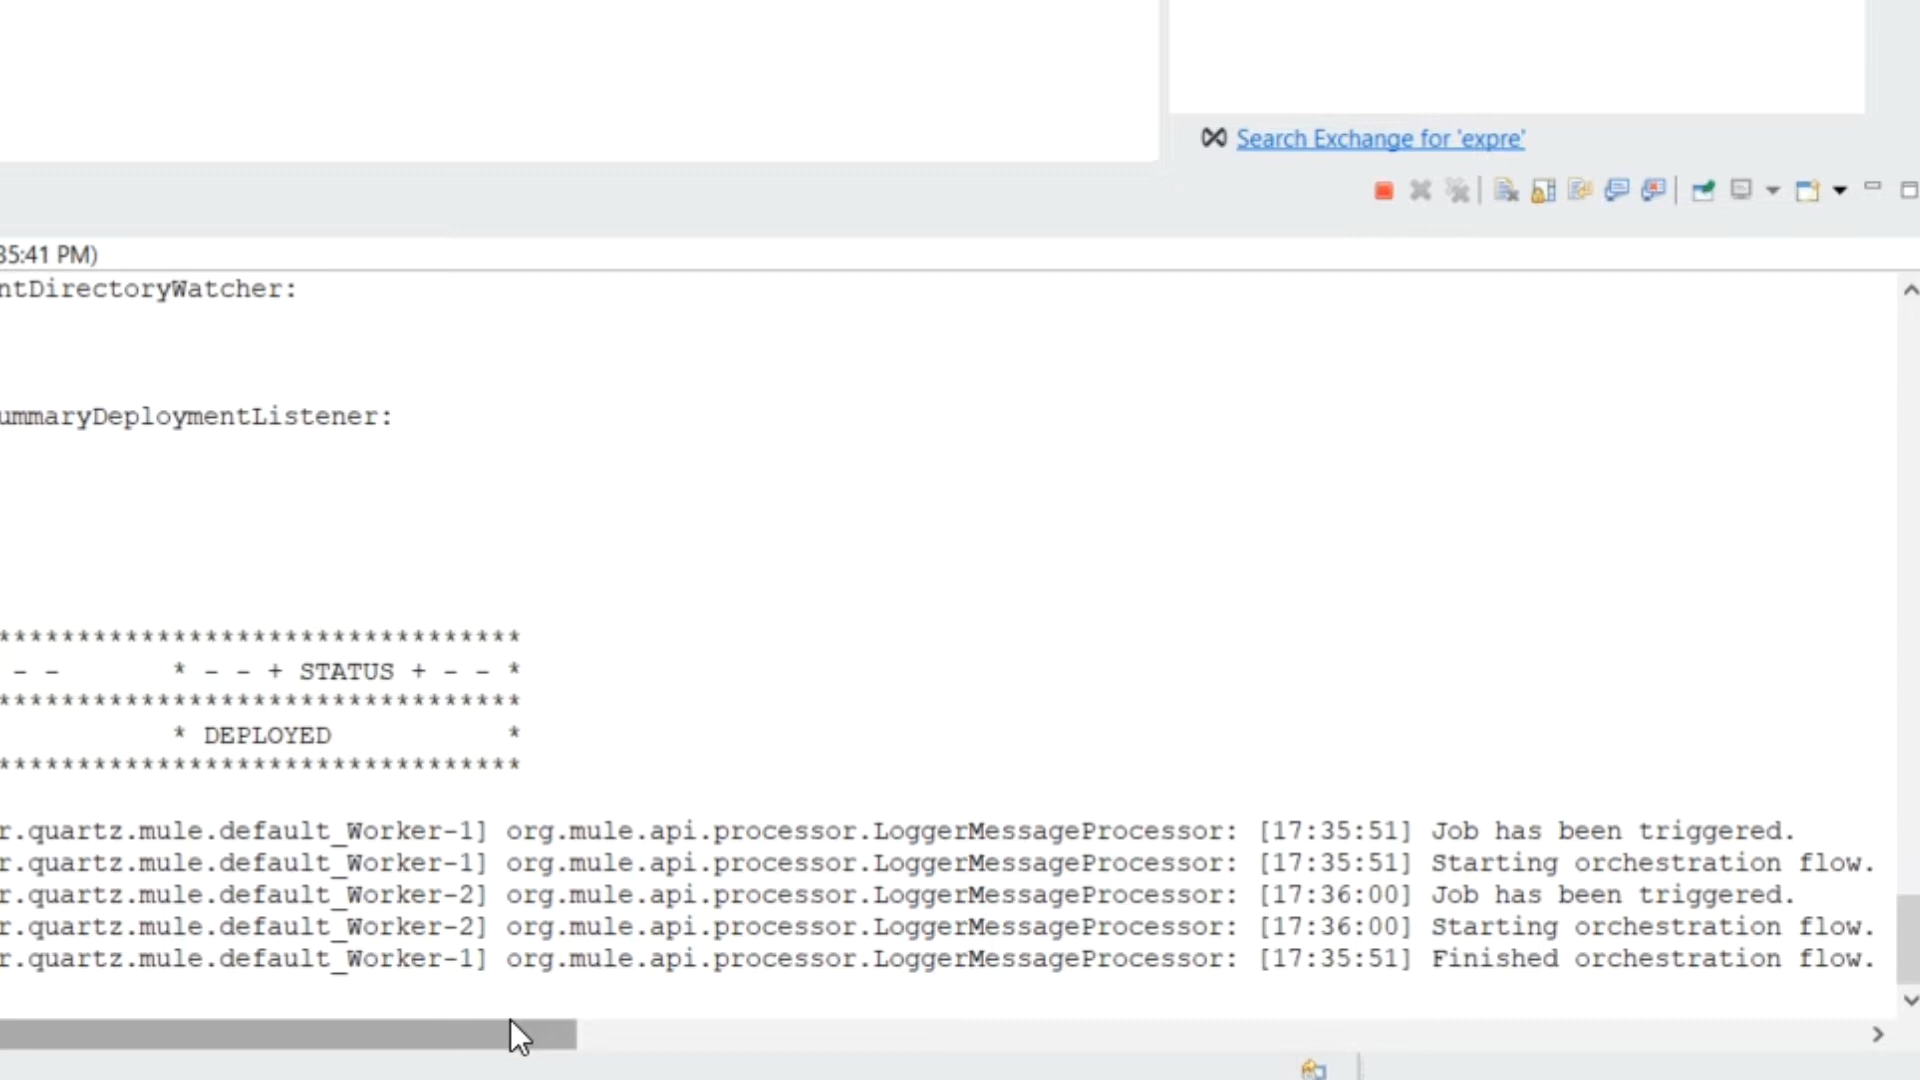 Search Exchange for 'expre'
35:41 PM)
ntDirectoryWatcher:
ummaryDeploymentListener:
**********************************
- - * - - + STATUS + - - *
**********************************
* DEPLOYED *
**********************************
r.quartz.mule.default_Worker-1] org.mule.api.processor.LoggerMessageProcessor: [17:35:51] Job has been triggered.
r.quartz.mule.default_Worker-1] org.mule.api.processor.LoggerMessageProcessor: [17:35:51] Starting orchestration flow.
r.quartz.mule.default_Worker-2] org.mule.api.processor.LoggerMessageProcessor: [17:36:00] Job has been triggered.
r.quartz.mule.default_Worker-2] org.mule.api.processor.LoggerMessageProcessor: [17:36:00] Starting orchestration flow.
r.quartz.mule.default_Worker-1] org.mule.api.processor.LoggerMessageProcessor: [17:35:51] Finished orchestration flow.